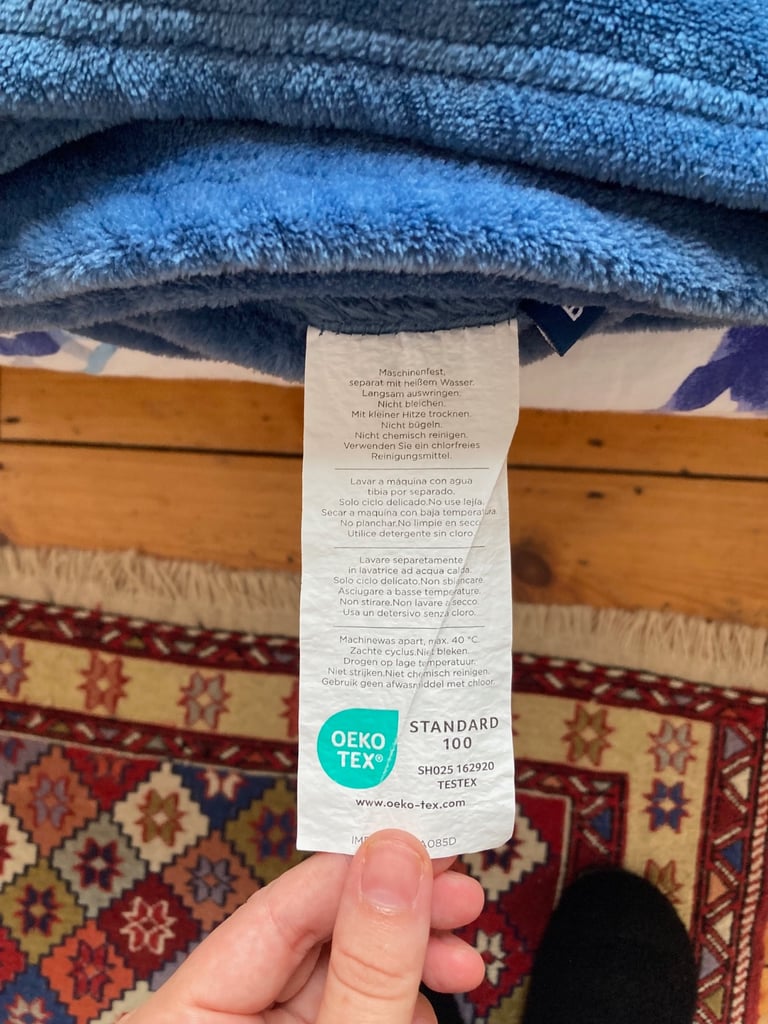 Maschinenfest,
separat mit heißem Wasser.
Langsam auswringen.
Nicht bleichen.
Mit kleiner Hitze trocknen.
Nicht bügeln.
Nicht chemisch reinigen.
Verwenden Sie ein chlorfreies
Reinigungsmittel.
Lavar a máquina con agua
tibia por separado.
Solo ciclo delicado.No use lejía.
Secar a maquina con baja temperatura.
No planchar.No limpie en seco
Utilice detergente sin cloro.
Lavare separetamente
in lavatrice ad acqua calda.
Solo ciclo delicato.Non sbiancare.
Asciugare a basse temperature.
Non stirare.Non lavare a secco.
Usa un detersivo senza cloro.
Machinewas apart, max. 40 °C.
Zachte cyclus.Niet bleken.
Drogen op lage temperatuur.
Niet strijken.Niet chemisch reinigen.
Gebruik geen afwasmiddel met chloor.
OEKO
TEX®
STANDARD
100
SH025 162920
TESTEX
www.oeko-tex.com